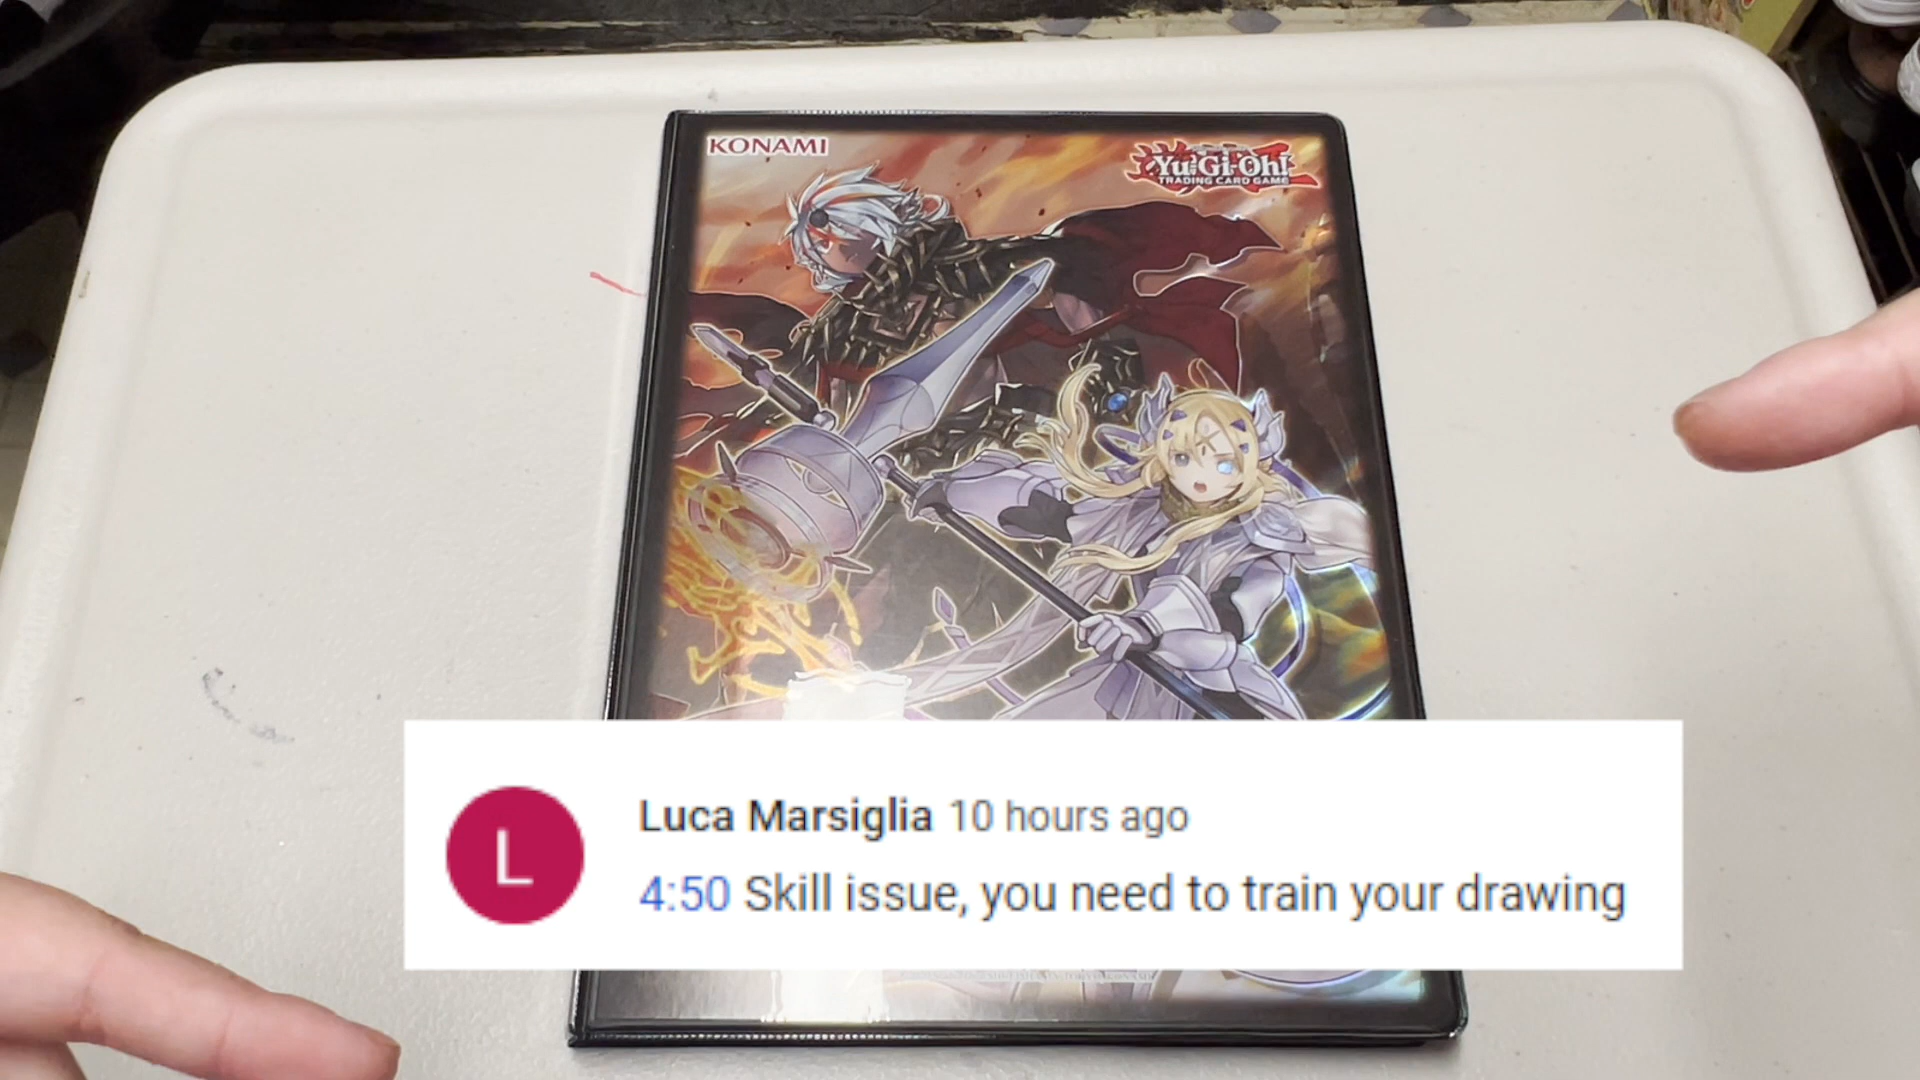 KONAMI
Yu-Gi-Oh!
TRADING CARD GAME
L
Luca Marsiglia 10 hours ago
4:50 Skill issue, you need to train your drawing